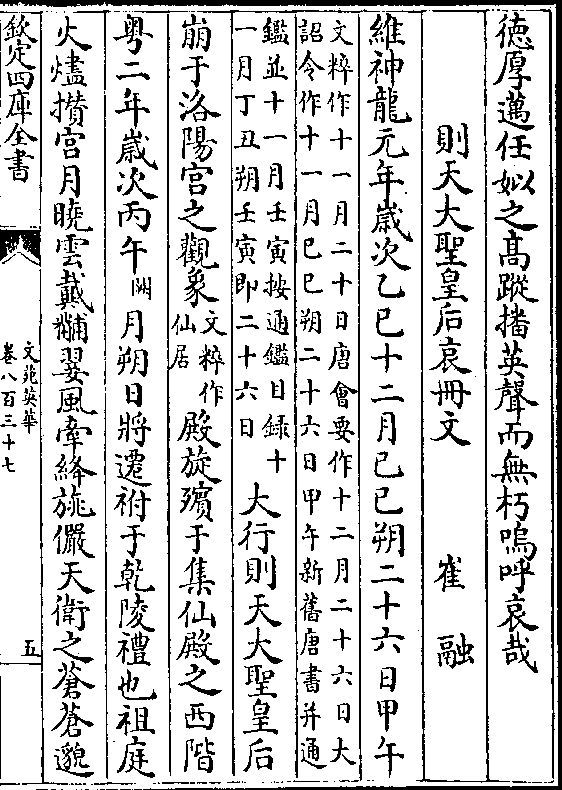 德厚邁任姒之高蹤播英聲而無朽嗚呼哀哉
則天大聖皇后哀冊文 崔融
維神龍元年歲次乙巳十二月己巳朔二十六日甲午
文粹作十一月二十日唐會要作十二月二十六日大
詔令作十一月己巳朔二十六日甲午新舊唐書并通
鑑並十一月壬寅按通鑑目録十
一月丁丑朔壬寅即二十六日
大行則天大聖皇后
崩于洛陽宫之觀象
文粹作
仙居
殿旋殯于集仙殿之西階
粤二年歲次丙午
闕
月朔日將遷祔于乾陵禮也祖庭
火燼攢宫月曉雲戴黼翣風牽絳旐儼天衛之蒼蒼邈
欽定四庫全書
文苑英華
卷八百三十七
五